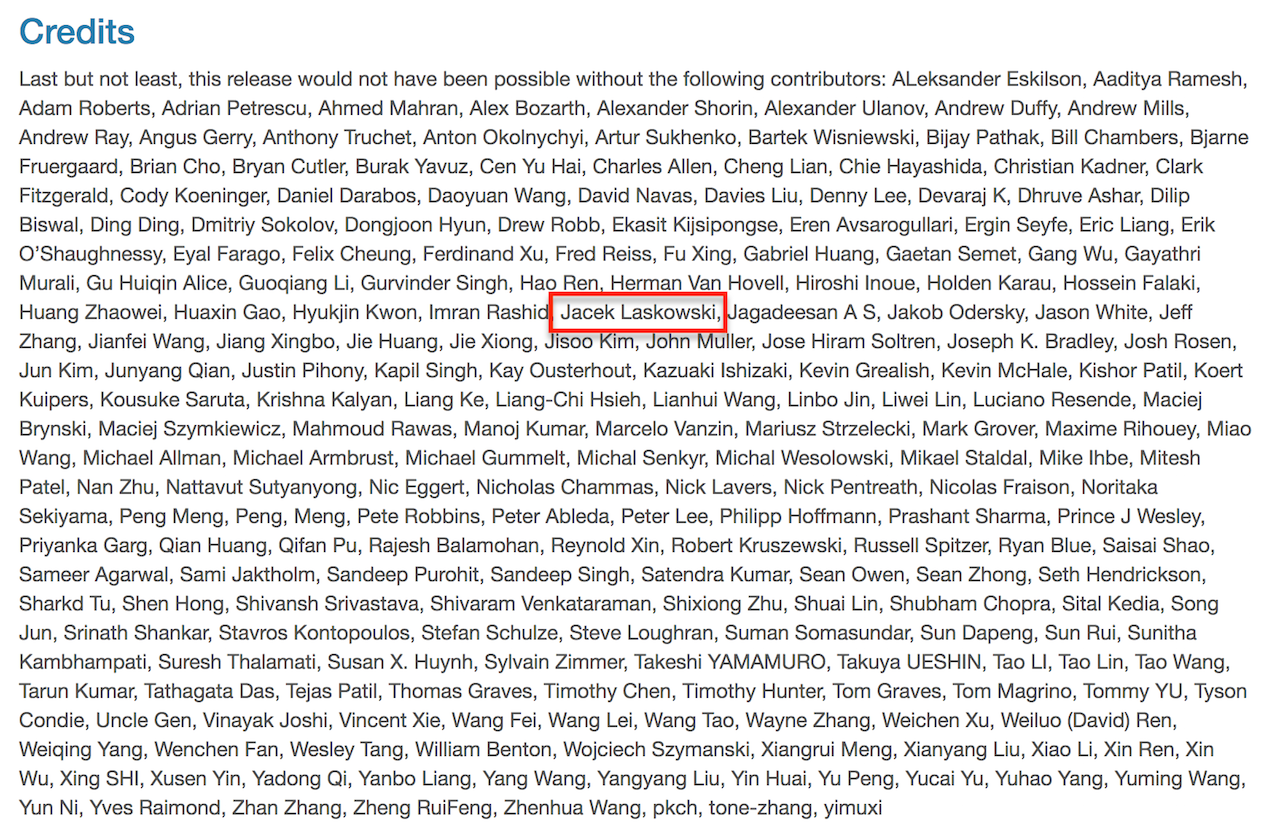 Credits
Last but not least, this release would not have been possible without the following contributors: ALeksander Eskilson, Aaditya Ramesh,
Adam Roberts, Adrian Petrescu, Ahmed Mahran, Alex Bozarth, Alexander Shorin, Alexander Ulanov, Andrew Duffy, Andrew Mills,
Andrew Ray, Angus Gerry, Anthony Truchet, Anton Okolnychyi, Artur Sukhenko, Bartek Wisniewski, Bijay Pathak, Bill Chambers, Bjarne
Fruergaard, Brian Cho, Bryan Cutler, Burak Yavuz, Cen Yu Hai, Charles Allen, Cheng Lian, Chie Hayashida, Christian Kadner, Clark
Fitzgerald, Cody Koeninger, Daniel Darabos, Daoyuan Wang, David Navas, Davies Liu, Denny Lee, Devaraj K, Dhruve Ashar, Dilip
Biswal, Ding Ding, Dmitriy Sokolov, Dongjoon Hyun, Drew Robb, Ekasit Kijsipongse, Eren Avsarogullari, Ergin Seyfe, Eric Liang, Erik
O’Shaughnessy, Eyal Farago, Felix Cheung, Ferdinand Xu, Fred Reiss, Fu Xing, Gabriel Huang, Gaetan Semet, Gang Wu, Gayathri
Murali, Gu Huiqin Alice, Guoqiang Li, Gurvinder Singh, Hao Ren, Herman Van Hovell, Hiroshi Inoue, Holden Karau, Hossein Falaki,
Huang Zhaowei, Huaxin Gao, Hyukjin Kwon, Imran Rashid, Jacek Laskowski, Jagadeesan A S, Jakob Odersky, Jason White, Jeff
Zhang, Jianfei Wang, Jiang Xingbo, Jie Huang, Jie Xiong, Jisoo Kim, John Muller, Jose Hiram Soltren, Joseph K. Bradley, Josh Rosen,
Jun Kim, Junyang Qian, Justin Pihony, Kapil Singh, Kay Ousterhout, Kazuaki Ishizaki, Kevin Grealish, Kevin McHale, Kishor Patil, Koert
Kuipers, Kousuke Saruta, Krishna Kalyan, Liang Ke, Liang-Chi Hsieh, Lianhui Wang, Linbo Jin, Liwei Lin, Luciano Resende, Maciej
Brynski, Maciej Szymkiewicz, Mahmoud Rawas, Manoj Kumar, Marcelo Vanzin, Mariusz Strzelecki, Mark Grover, Maxime Rihouey, Miao
Wang, Michael Allman, Michael Armbrust, Michael Gummelt, Michal Senkyr, Michal Wesolowski, Mikael Staldal, Mike Ihbe, Mitesh
Patel, Nan Zhu, Nattavut Sutyanyong, Nic Eggert, Nicholas Chammas, Nick Lavers, Nick Pentreath, Nicolas Fraison, Noritaka
Sekiyama, Peng Meng, Peng, Meng, Pete Robbins, Peter Ableda, Peter Lee, Philipp Hoffmann, Prashant Sharma, Prince J Wesley,
Priyanka Garg, Qian Huang, Qifan Pu, Rajesh Balamohan, Reynold Xin, Robert Kruszewski, Russell Spitzer, Ryan Blue, Saisai Shao,
Sameer Agarwal, Sami Jaktholm, Sandeep Purohit, Sandeep Singh, Satendra Kumar, Sean Owen, Sean Zhong, Seth Hendrickson,
Sharkd Tu, Shen Hong, Shivansh Srivastava, Shivaram Venkataraman, Shixiong Zhu, Shuai Lin, Shubham Chopra, Sital Kedia, Song
Jun, Srinath Shankar, Stavros Kontopoulos, Stefan Schulze, Steve Loughran, Suman Somasundar, Sun Dapeng, Sun Rui, Sunitha
Kambhampati, Suresh Thalamati, Susan X. Huynh, Sylvain Zimmer, Takeshi YAMAMURO, Takuya UESHIN, Tao LI, Tao Lin, Tao Wang,
Tarun Kumar, Tathagata Das, Tejas Patil, Thomas Graves, Timothy Chen, Timothy Hunter, Tom Graves, Tom Magrino, Tommy YU, Tyson
Condie, Uncle Gen, Vinayak Joshi, Vincent Xie, Wang Fei, Wang Lei, Wang Tao, Wayne Zhang, Weichen Xu, Weiluo (David) Ren,
Weiqing Yang, Wenchen Fan, Wesley Tang, William Benton, Wojciech Szymanski, Xiangrui Meng, Xianyang Liu, Xiao Li, Xin Ren, Xin
Wu, Xing SHI, Xusen Yin, Yadong Qi, Yanbo Liang, Yang Wang, Yangyang Liu, Yin Huai, Yu Peng, Yucai Yu, Yuhao Yang, Yuming Wang,
Yun Ni, Yves Raimond, Zhan Zhang, Zheng RuiFeng, Zhenhua Wang, pkch, tone-zhang, yimuxi